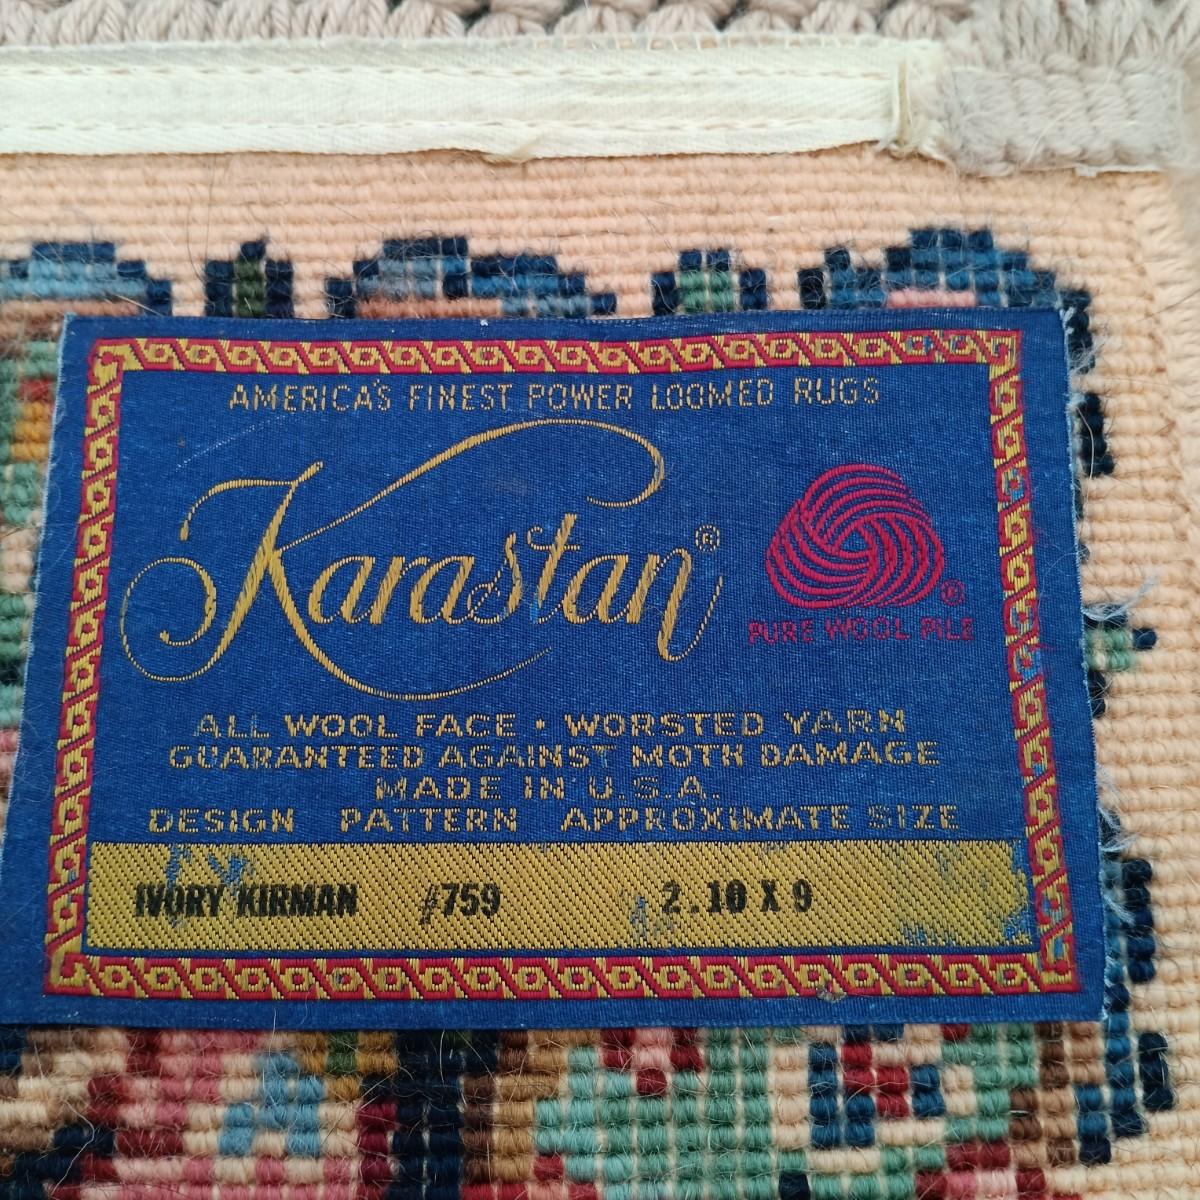 AMERICA'S FINEST POWER LOOMED RUGS
Karastan®
®
PURE WOOL PILE
ALL WOOL FACE • WORSTED YARN
GUARANTEED AGAINST MOTH DAMAGE
MADE IN U.S.A.
DESIGN PATTERN APPROXIMATE SIZE
IVORY KIRMAN #759 2.10 X 9